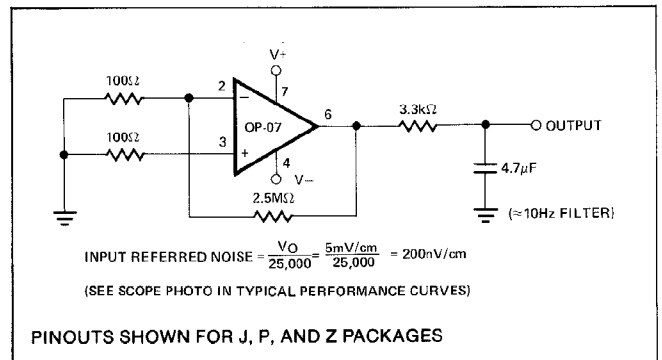 V+
100Ω
2
−
7
OP-07
6
3.3kΩ
OUTPUT
100Ω
3
+
4
V−
4.7µF
2.5MΩ
(≈10Hz FILTER)
INPUT REFERRED NOISE = VO/25,000 = 5mV/cm/25,000 = 200nV/cm
(SEE SCOPE PHOTO IN TYPICAL PERFORMANCE CURVES)
PINOUTS SHOWN FOR J, P, AND Z PACKAGES